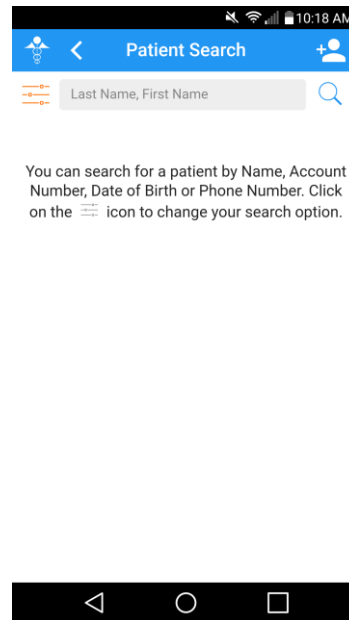 10:18 AM
Patient Search
Last Name, First Name
You can search for a patient by Name, Account
Number, Date of Birth or Phone Number. Click
on the icon to change your search option.